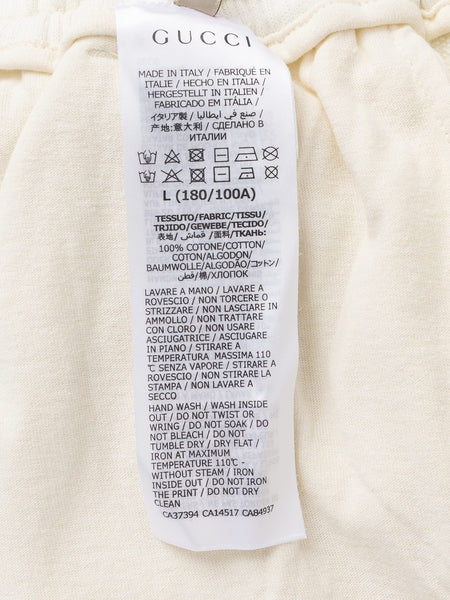 GUCCI
MADE IN ITALY / FABRIQUÉ EN
ITALIE / HECHO EN ITALIA /
HERGESTELLT IN ITALIEN /
FABRICADO EM ITÁLIA /
イタリア製 / صنع في ايطاليا /
产地:意大利 / СДЕЛАНО В
ИТАЛИИ
L (180/100A)
TESSUTO/FABRIC/TISSU/
TRJIDO/GEWEBE/TECIDO/
表地/ قماش /面料/ТКАНЬ:
100% COTONE/COTTON/
COTON/ALGODON/
BAUMWOLLE/ALGODÃO/コットン/
قطن/棉/ХЛОПОК
LAVARE A MANO / LAVARE A
ROVESCIO / NON TORCERE O
STRIZZARE / NON LASCIARE IN
AMMOLLO / NON TRATTARE
CON CLORO / NON USARE
ASCIUGATRICE / ASCIUGARE
IN PIANO / STIRARE A
TEMPERATURA MASSIMA 110
℃ SENZA VAPORE / STIRARE A
ROVESCIO / NON STIRARE LA
STAMPA / NON LAVARE A
SECCO
HAND WASH / WASH INSIDE
OUT / DO NOT TWIST OR
WRING / DO NOT SOAK / DO
NOT BLEACH / DO NOT
TUMBLE DRY / DRY FLAT /
IRON AT MAXIMUM
TEMPERATURE 110℃ -
WITHOUT STEAM / IRON
INSIDE OUT / DO NOT IRON
THE PRINT / DO NOT DRY
CLEAN
CA37394 CA14517 CA84937